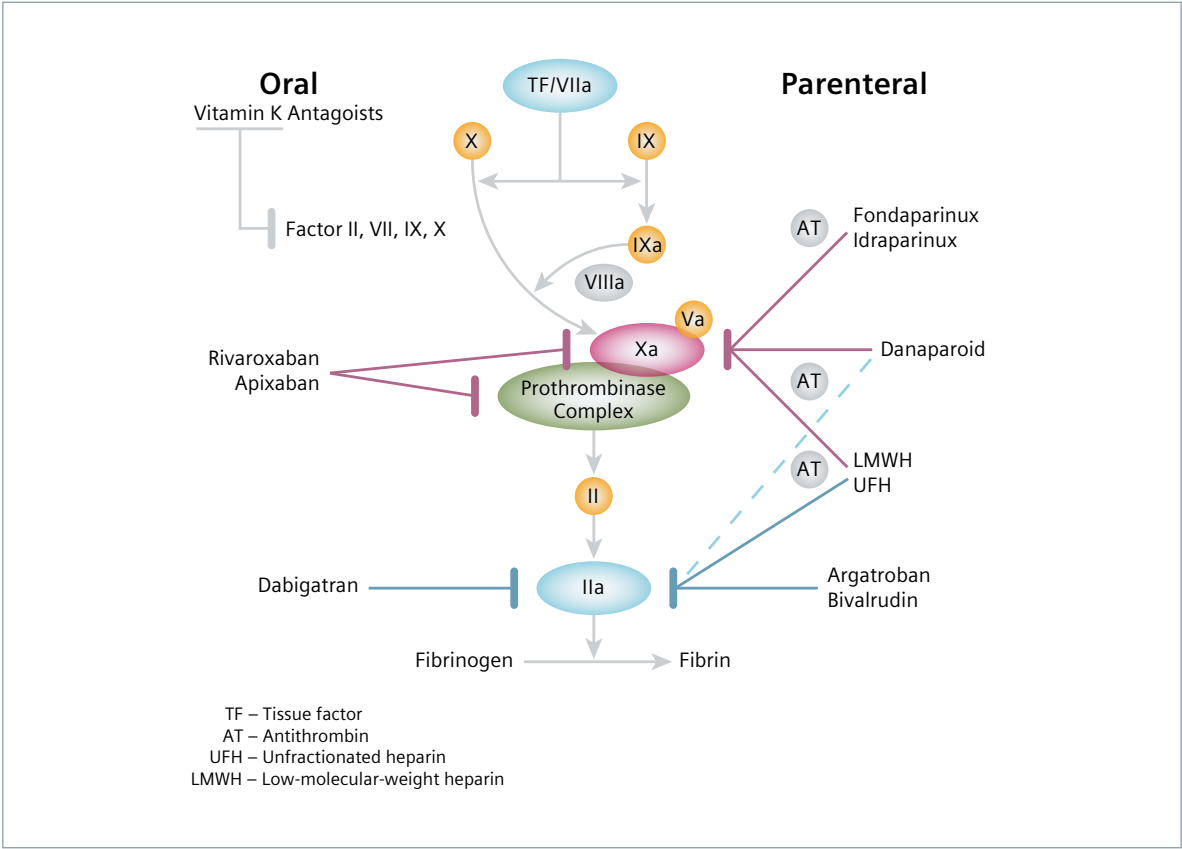 Oral
Vitamin K Antagoists
TF/VIIa
Parenteral
X
IX
Factor II, VII, IX, X
AT
Fondaparinux
Idraparinux
IXa
VIIIa
Va
Xa
Rivaroxaban
Apixaban
Danaparoid
AT
Prothrombinase
Complex
AT
LMWH
UFH
II
Dabigatran
IIa
Argatroban
Bivalrudin
Fibrinogen
Fibrin
TF – Tissue factor
AT – Antithrombin
UFH – Unfractionated heparin
LMWH – Low-molecular-weight heparin